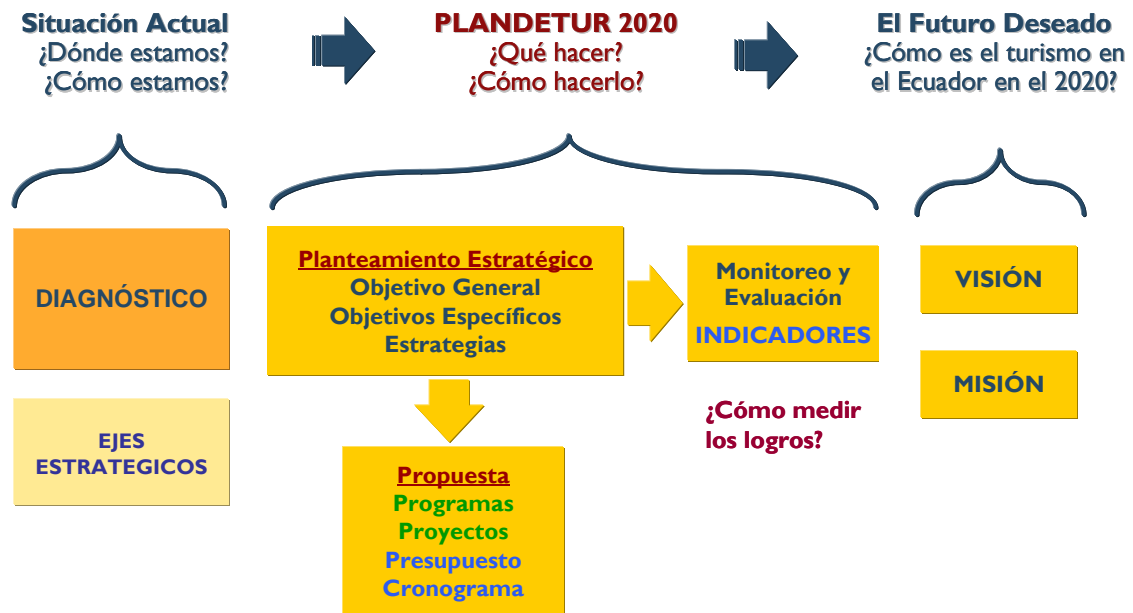 Situación Actual
¿Dónde estamos?
¿Cómo estamos?
PLANDETUR 2020
¿Qué hacer?
¿Cómo hacerlo?
El Futuro Deseado
¿Cómo es el turismo en
el Ecuador en el 2020?
DIAGNÓSTICO
EJES
ESTRATEGICOS
Planteamiento Estratégico
Objetivo General
Objetivos Específicos
Estrategias
Propuesta
Programas
Proyectos
Presupuesto
Cronograma
Monitoreo y
Evaluación
INDICADORES
¿Cómo medir
los logros?
VISIÓN
MISIÓN